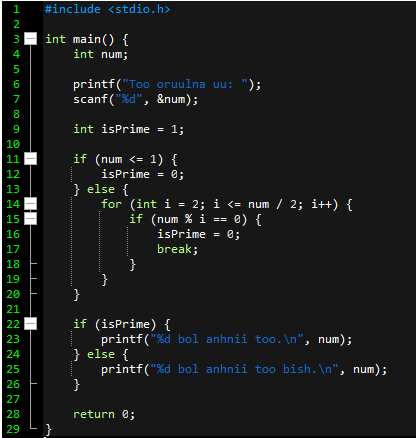 1 #include <stdio.h>
2
3 int main() {
4     int num;
5
6     printf("Too oruulna uu: ");
7     scanf("%d", &num);
8
9     int isPrime = 1;
10
11     if (num <= 1) {
12         isPrime = 0;
13     } else {
14         for (int i = 2; i <= num / 2; i++) {
15             if (num % i == 0) {
16                 isPrime = 0;
17                 break;
18             }
19         }
20     }
21
22     if (isPrime) {
23         printf("%d bol anhnii too.\n", num);
24     } else {
25         printf("%d bol anhnii too bish.\n", num);
26     }
27
28     return 0;
29 }